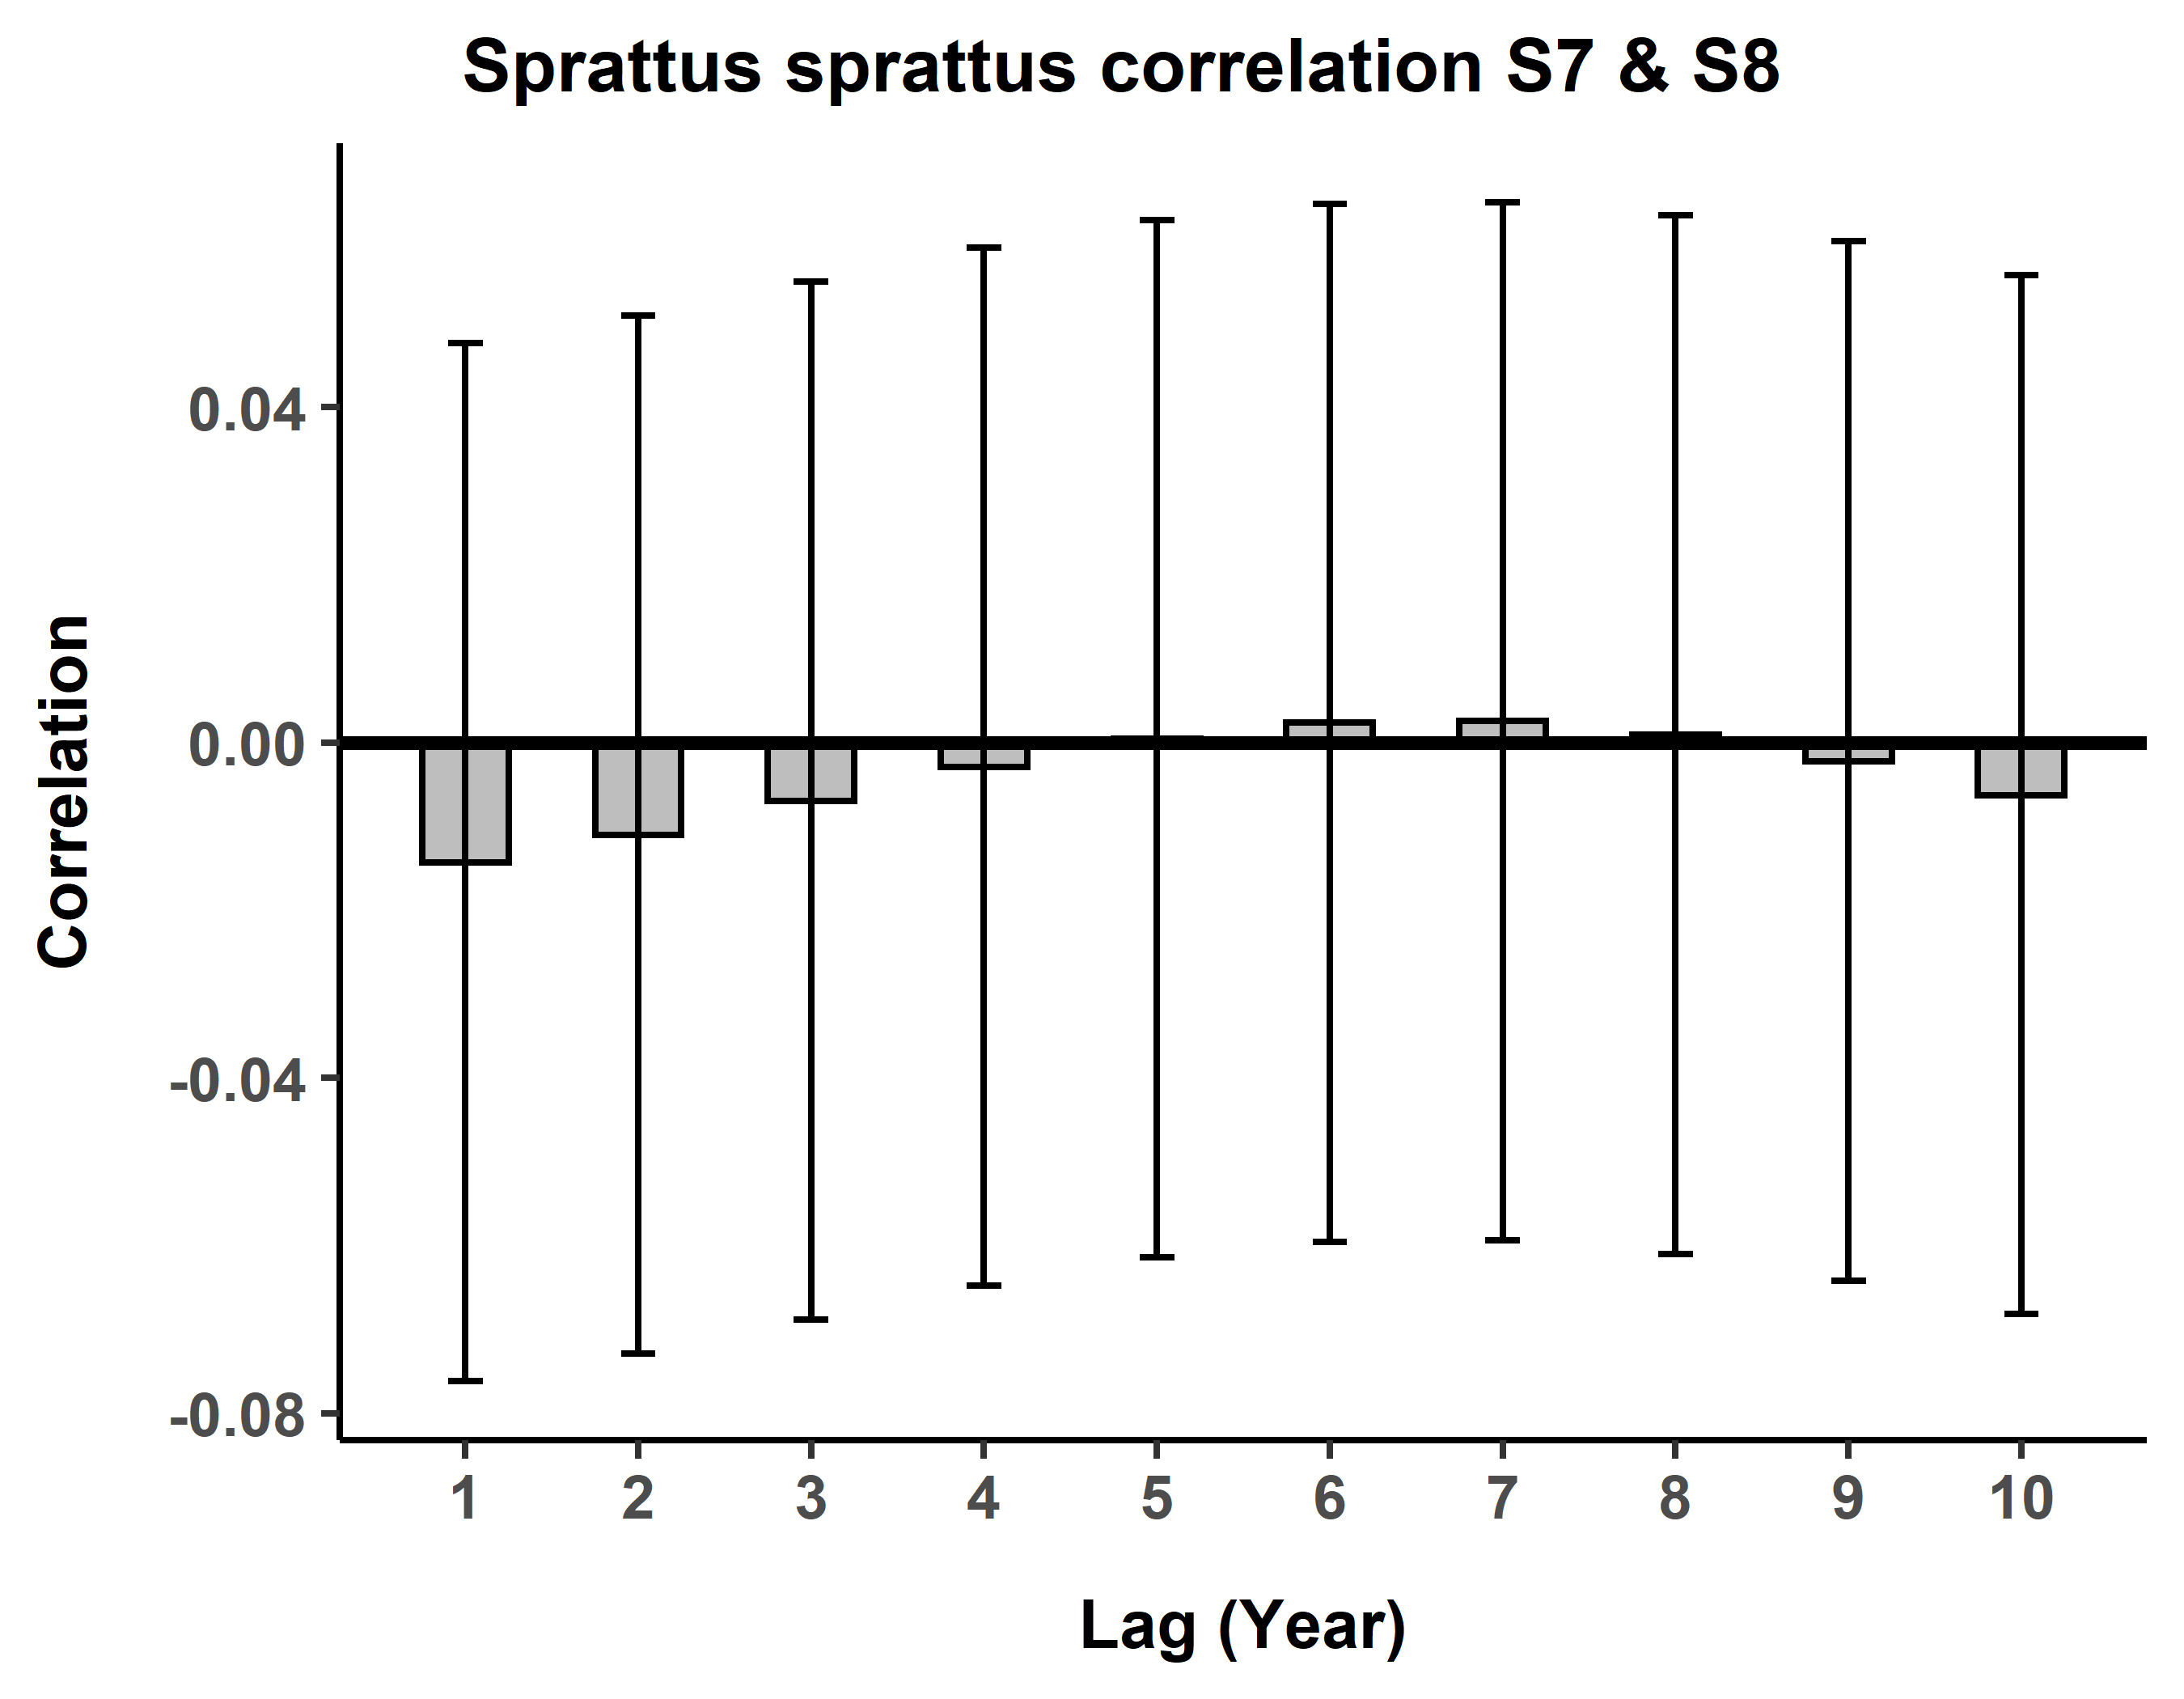 Sprattus sprattus correlation S7 & S8
Correlation
0.04
0.00
-0.04
-0.08
1 2 3 4 5 6 7 8 9 10
Lag (Year)